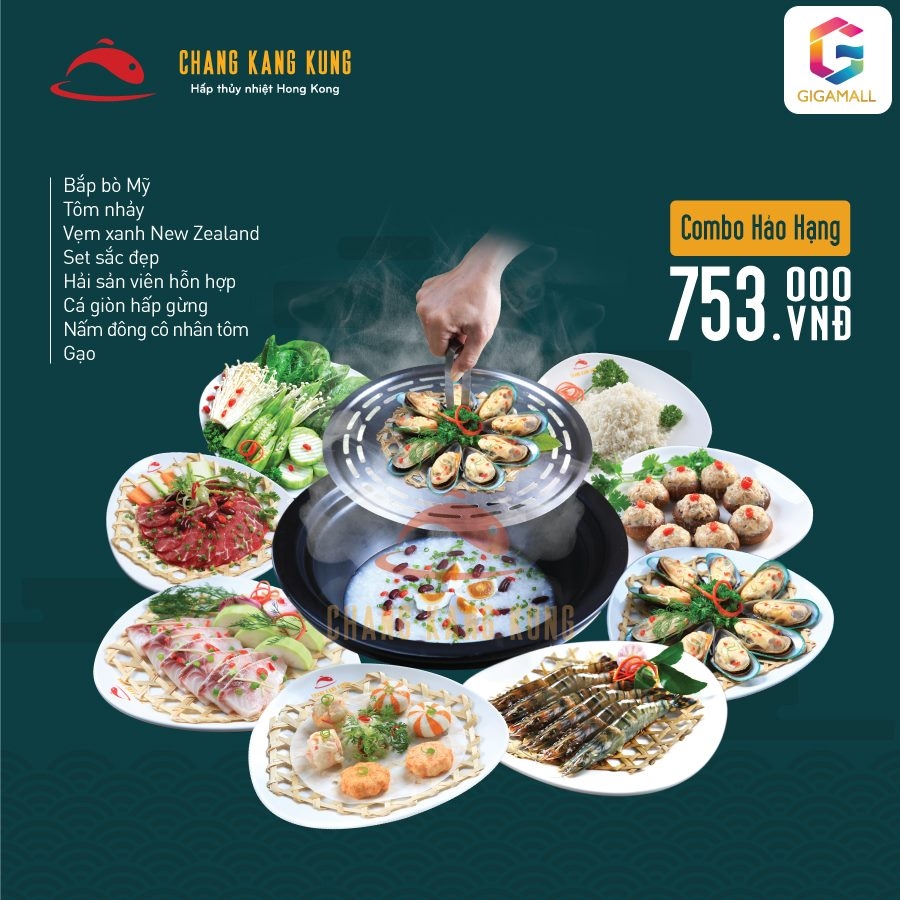 CHANG KANG KUNG
Hấp thủy nhiệt Hong Kong
GIGAMALL
Bắp bò Mỹ
Tôm nhảy
Vẹm xanh New Zealand
Set sắc đẹp
Hải sản viên hỗn hợp
Cá giòn hấp gừng
Nấm đông cô nhân tôm
Gạo
Combo Hảo Hạng
753.000
VNĐ
CHANG KANG KUNG